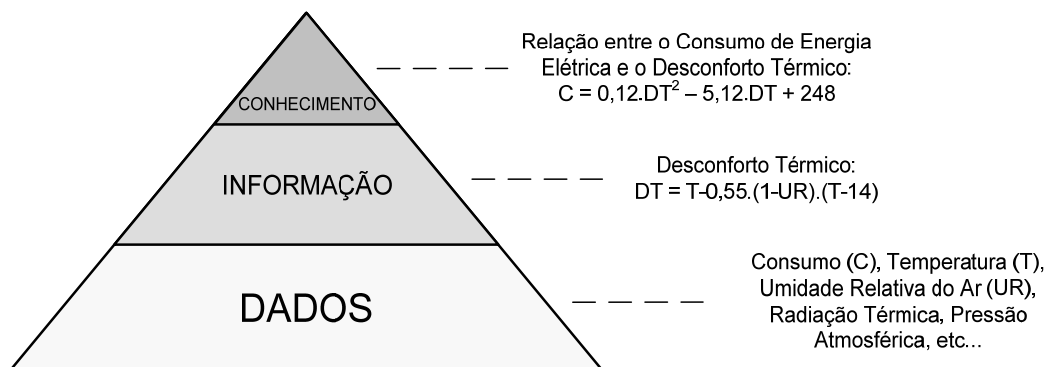 Relação entre o Consumo de Energia
Elétrica e o Desconforto Térmico:
C = 0,12.DT² – 5,12.DT + 248
CONHECIMENTO
Desconforto Térmico:
DT = T-0,55.(1-UR).(T-14)
INFORMAÇÃO
Consumo (C), Temperatura (T),
Umidade Relativa do Ar (UR),
Radiação Térmica, Pressão
Atmosférica, etc...
DADOS